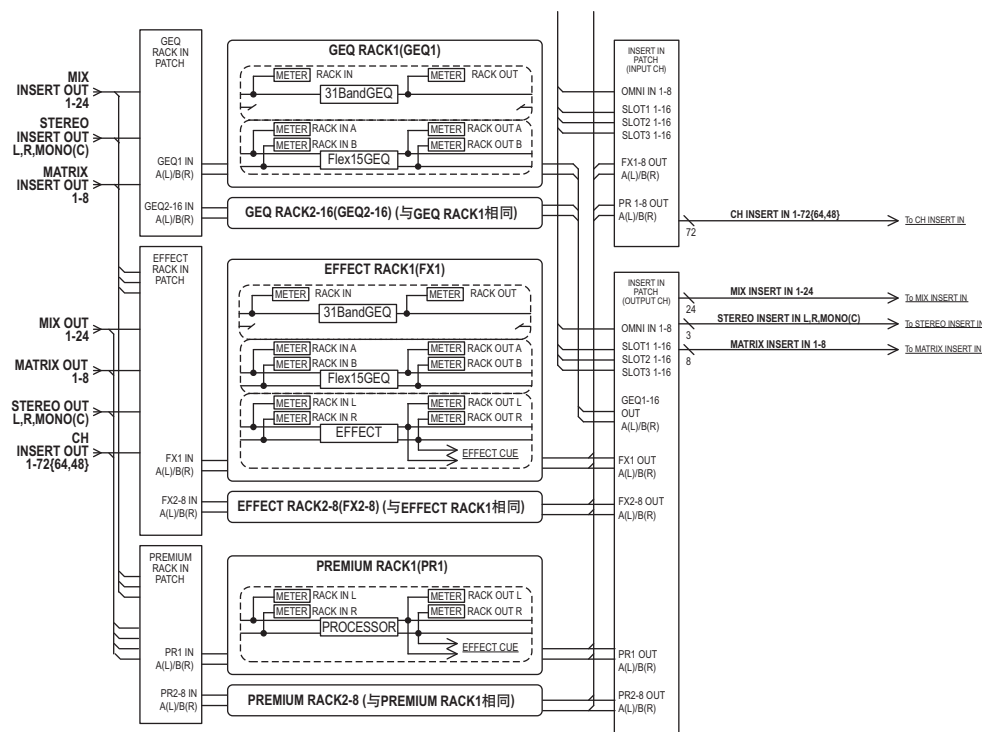 MIX
INSERT OUT
1-24
STEREO
INSERT OUT
L,R,MONO(C)
MATRIX
INSERT OUT
1-8
MIX OUT
1-24
MATRIX OUT
1-8
STEREO OUT
L,R,MONO(C)
CH
INSERT OUT
1-72{64,48}
GEQ
RACK IN
PATCH
GEQ1 IN
A(L)/B(R)
GEQ2-16 IN
A(L)/B(R)
EFFECT
RACK IN
PATCH
FX1 IN
A(L)/B(R)
FX2-8 IN
A(L)/B(R)
PREMIUM
RACK IN
PATCH
PR1 IN
A(L)/B(R)
PR2-8 IN
A(L)/B(R)
GEQ RACK1(GEQ1)
METER RACK IN
METER RACK OUT
31BandGEQ
METER RACK IN A
METER RACK OUT A
METER RACK IN B
METER RACK OUT B
Flex15GEQ
GEQ RACK2-16(GEQ2-16) (与GEQ RACK1相同)
EFFECT RACK1(FX1)
METER RACK IN
METER RACK OUT
31BandGEQ
METER RACK IN A
METER RACK OUT A
METER RACK IN B
METER RACK OUT B
Flex15GEQ
METER RACK IN L
METER RACK OUT L
METER RACK IN R
METER RACK OUT R
EFFECT
EFFECT CUE
EFFECT RACK2-8(FX2-8) (与EFFECT RACK1相同)
PREMIUM RACK1(PR1)
METER RACK IN L
METER RACK OUT L
METER RACK IN R
METER RACK OUT R
PROCESSOR
EFFECT CUE
PREMIUM RACK2-8 (与PREMIUM RACK1相同)
INSERT IN
PATCH
(INPUT CH)
OMNI IN 1-8
SLOT1 1-16
SLOT2 1-16
SLOT3 1-16
FX1-8 OUT
A(L)/B(R)
PR 1-8 OUT
A(L)/B(R)
72
CH INSERT IN 1-72{64,48}
To CH INSERT IN
INSERT IN
PATCH
(OUTPUT CH)
OMNI IN 1-8
SLOT1 1-16
SLOT2 1-16
SLOT3 1-16
GEQ1-16
OUT
A(L)/B(R)
FX1 OUT
A(L)/B(R)
FX2-8 OUT
A(L)/B(R)
PR1 OUT
A(L)/B(R)
PR2-8 OUT
A(L)/B(R)
24
MIX INSERT IN 1-24
To MIX INSERT IN
3
STEREO INSERT IN L,R,MONO(C)
To STEREO INSERT IN
8
MATRIX INSERT IN 1-8
To MATRIX INSERT IN